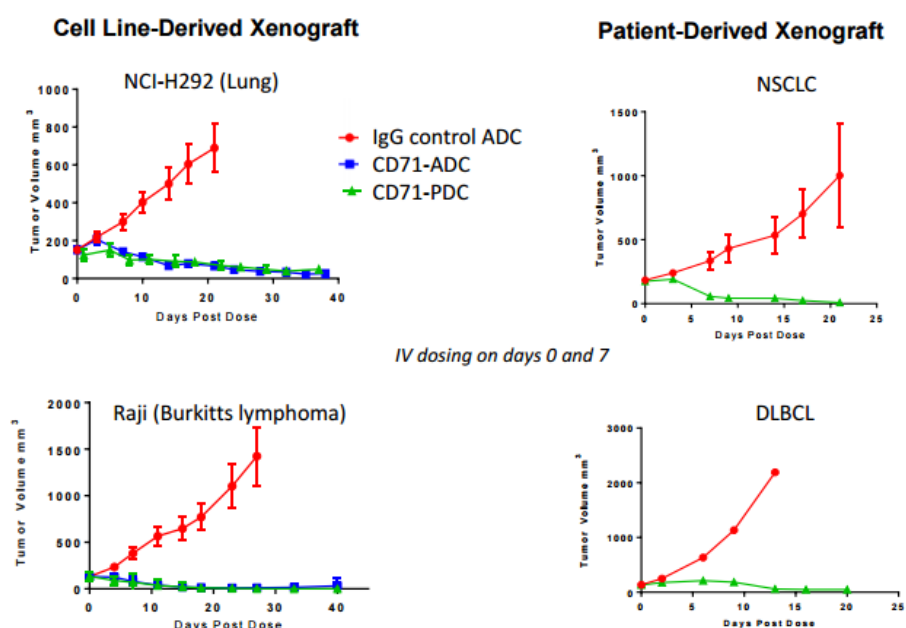 Cell Line-Derived Xenograft
Patient-Derived Xenograft
NCI-H292 (Lung)
1000
800
600
400
200
0
Tumor Volume mm³
0 10 20 30 40
Days Post Dose
IgG control ADC
CD71-ADC
CD71-PDC
NSCLC
1500
1000
500
0
Tumor Volume mm³
0 5 10 15 20 25
Days Post Dose
IV dosing on days 0 and 7
Raji (Burkitts lymphoma)
2000
1500
1000
500
0
Tumor Volume mm³
0 10 20 30 40 50
Days Post Dose
DLBCL
3000
2000
1000
0
Tumor Volume mm³
0 5 10 15 20 25
Days Post Dose